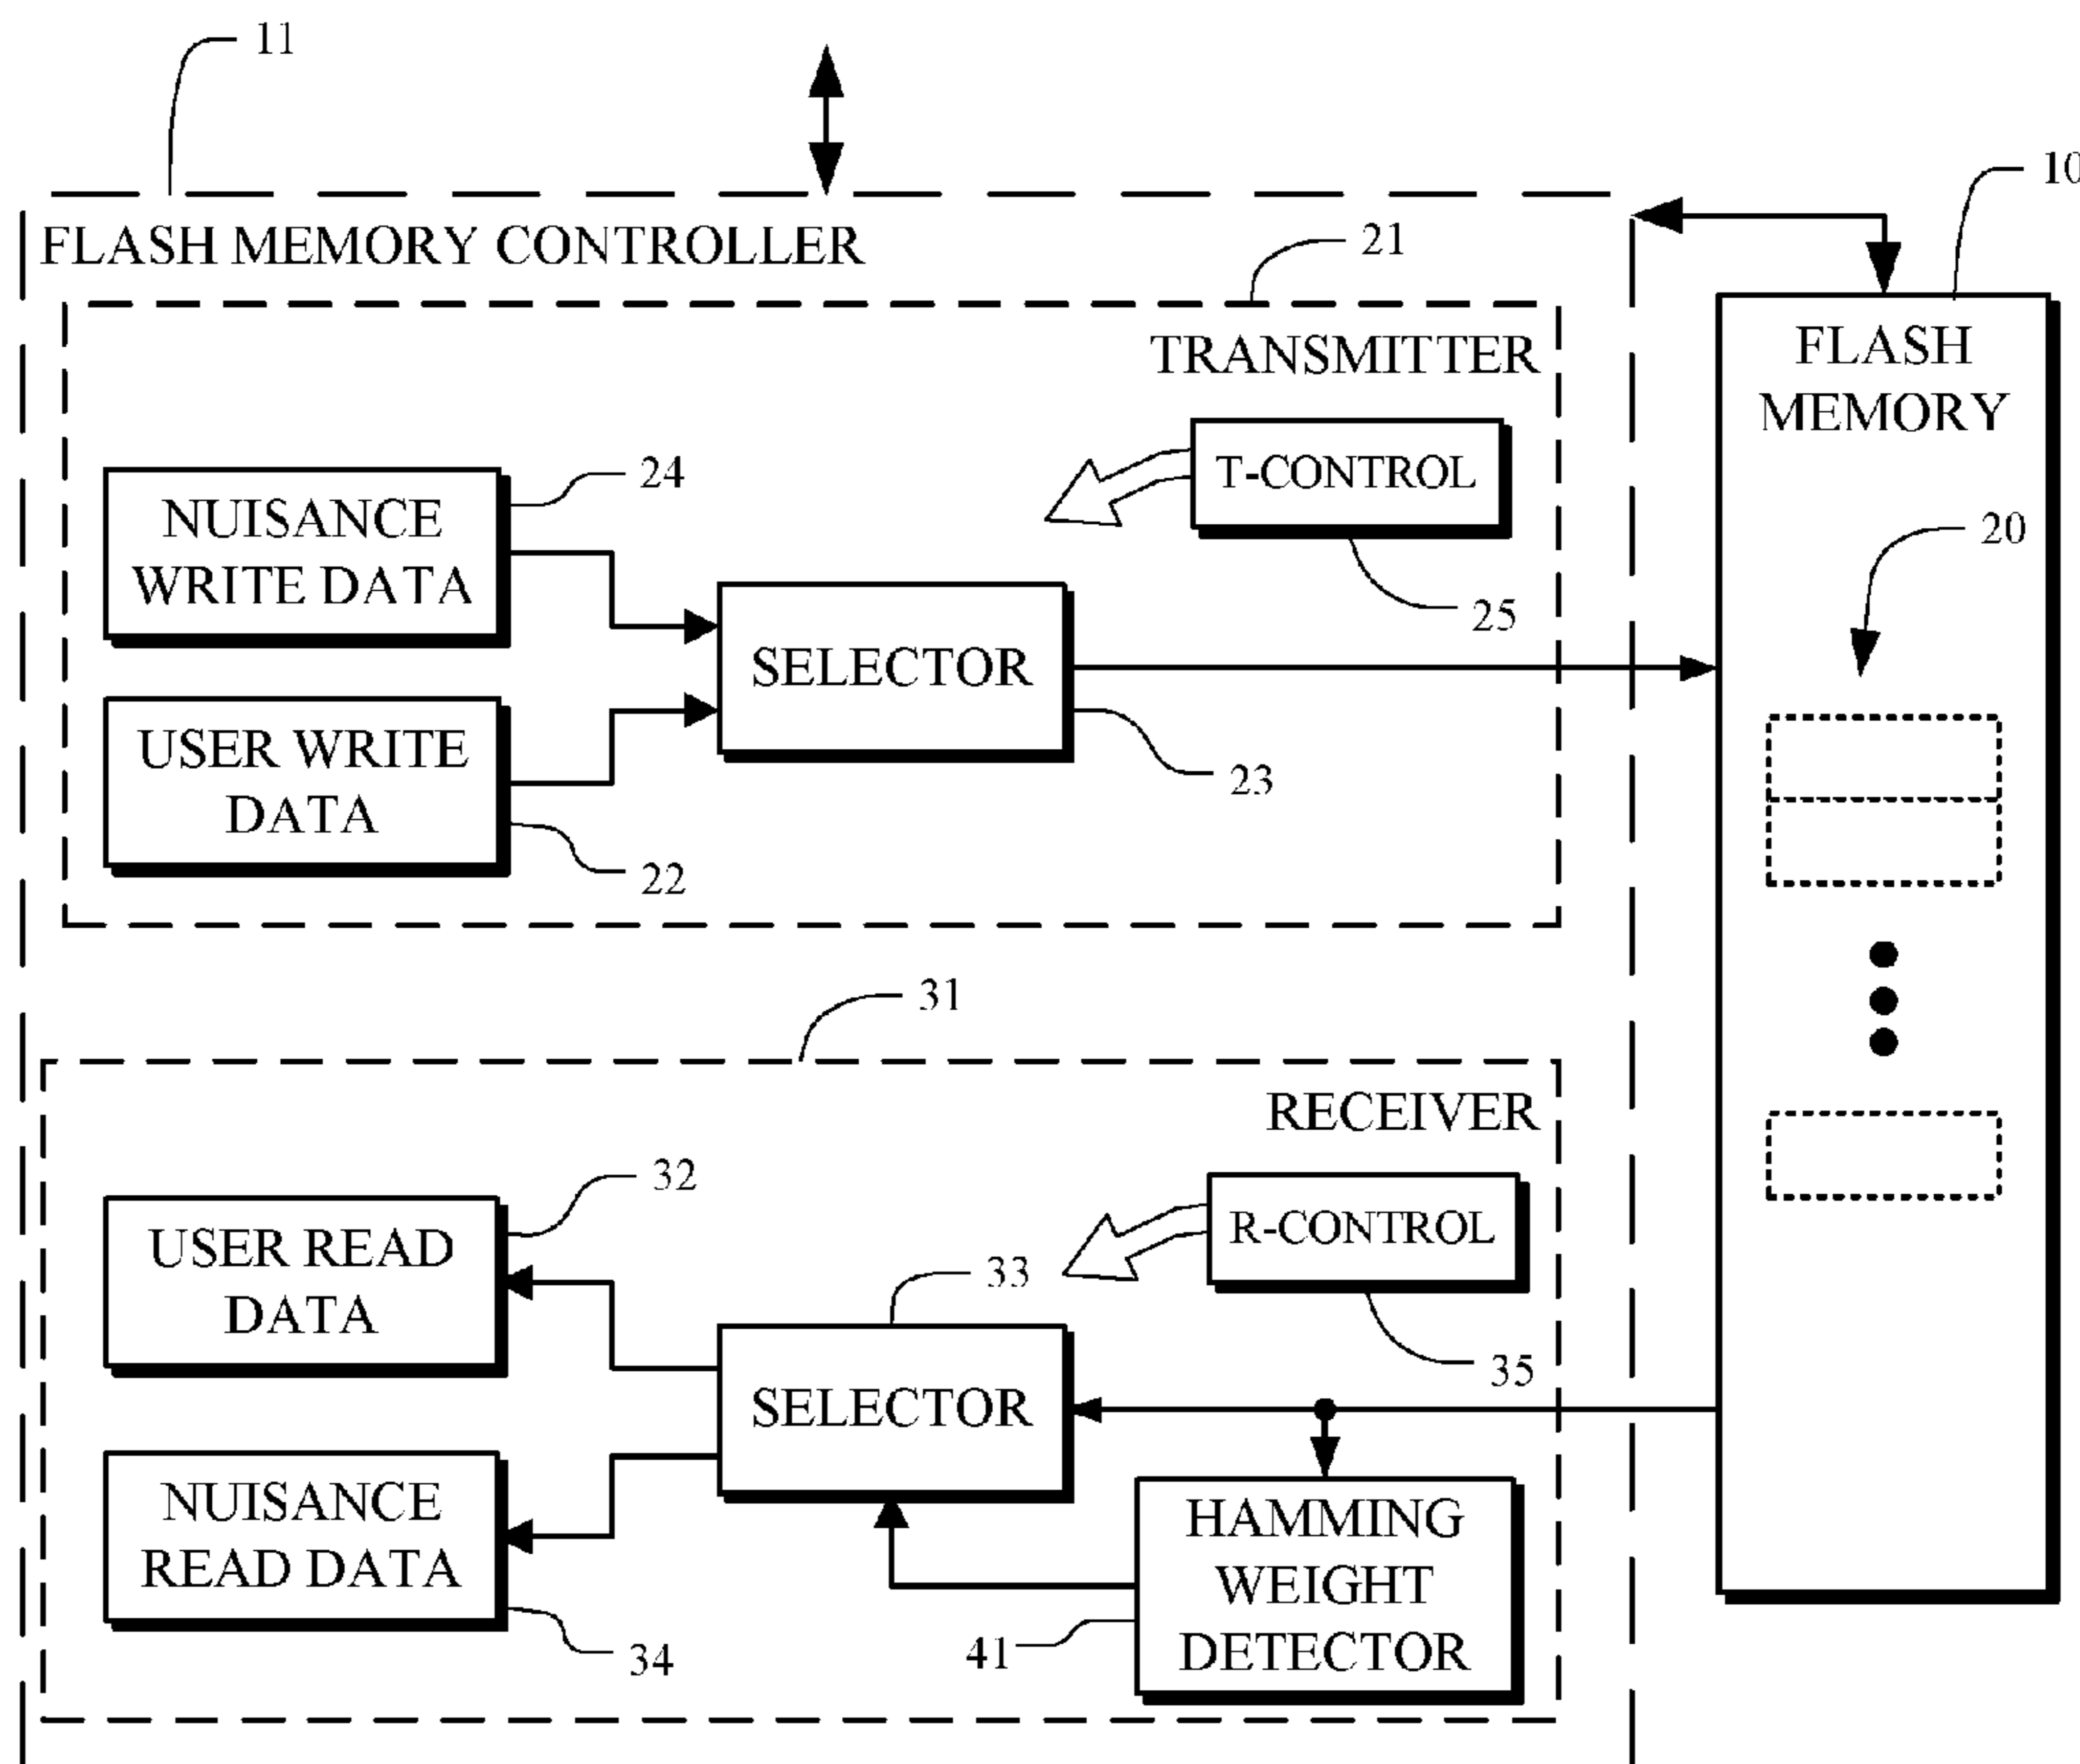 11
10
FLASH MEMORY CONTROLLER
21
TRANSMITTER
FLASH
MEMORY
T-CONTROL
24
NUISANCE
WRITE DATA
20
25
SELECTOR
23
USER WRITE
DATA
22
31
RECEIVER
32
USER READ
DATA
R-CONTROL
33
35
SELECTOR
NUISANCE
READ DATA
34
HAMMING
WEIGHT
DETECTOR
41